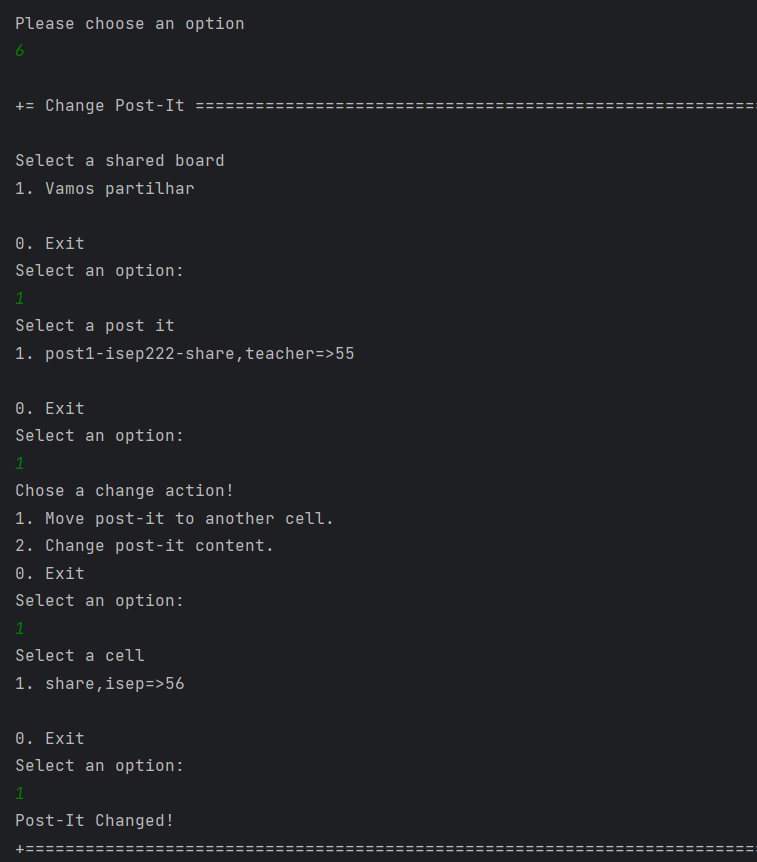 Please choose an option
6
+= Change Post-It =========================================================
Select a shared board
1. Vamos partilhar
0. Exit
Select an option:
1
Select a post it
1. post1-isep222-share,teacher=>55
0. Exit
Select an option:
1
Chose a change action!
1. Move post-it to another cell.
2. Change post-it content.
0. Exit
Select an option:
1
Select a cell
1. share,isep=>56
0. Exit
Select an option:
1
Post-It Changed!
+==========================================================================